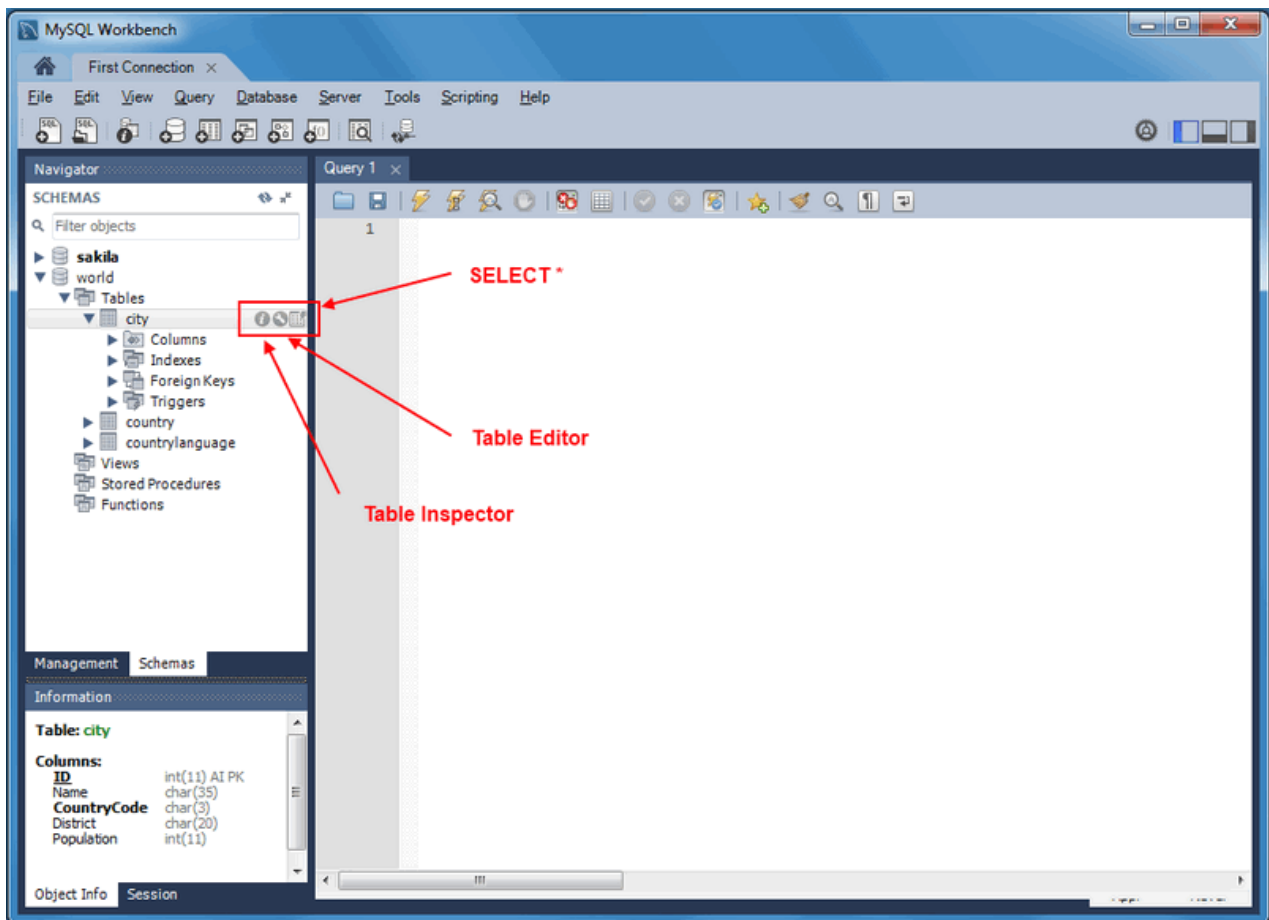 MySQL Workbench
First Connection ×
File Edit View Query Database Server Tools Scripting Help
Navigator
Query 1 ×
SCHEMAS
Filter objects
1
sakila
world
SELECT *
Tables
city
Columns
Indexes
Foreign Keys
Triggers
country
countrylanguage
Table Editor
Views
Stored Procedures
Functions
Table Inspector
Management Schemas
Information
Table: city
Columns:
ID int(11) AI PK
Name char(35)
CountryCode char(3)
District char(20)
Population int(11)
Object Info Session